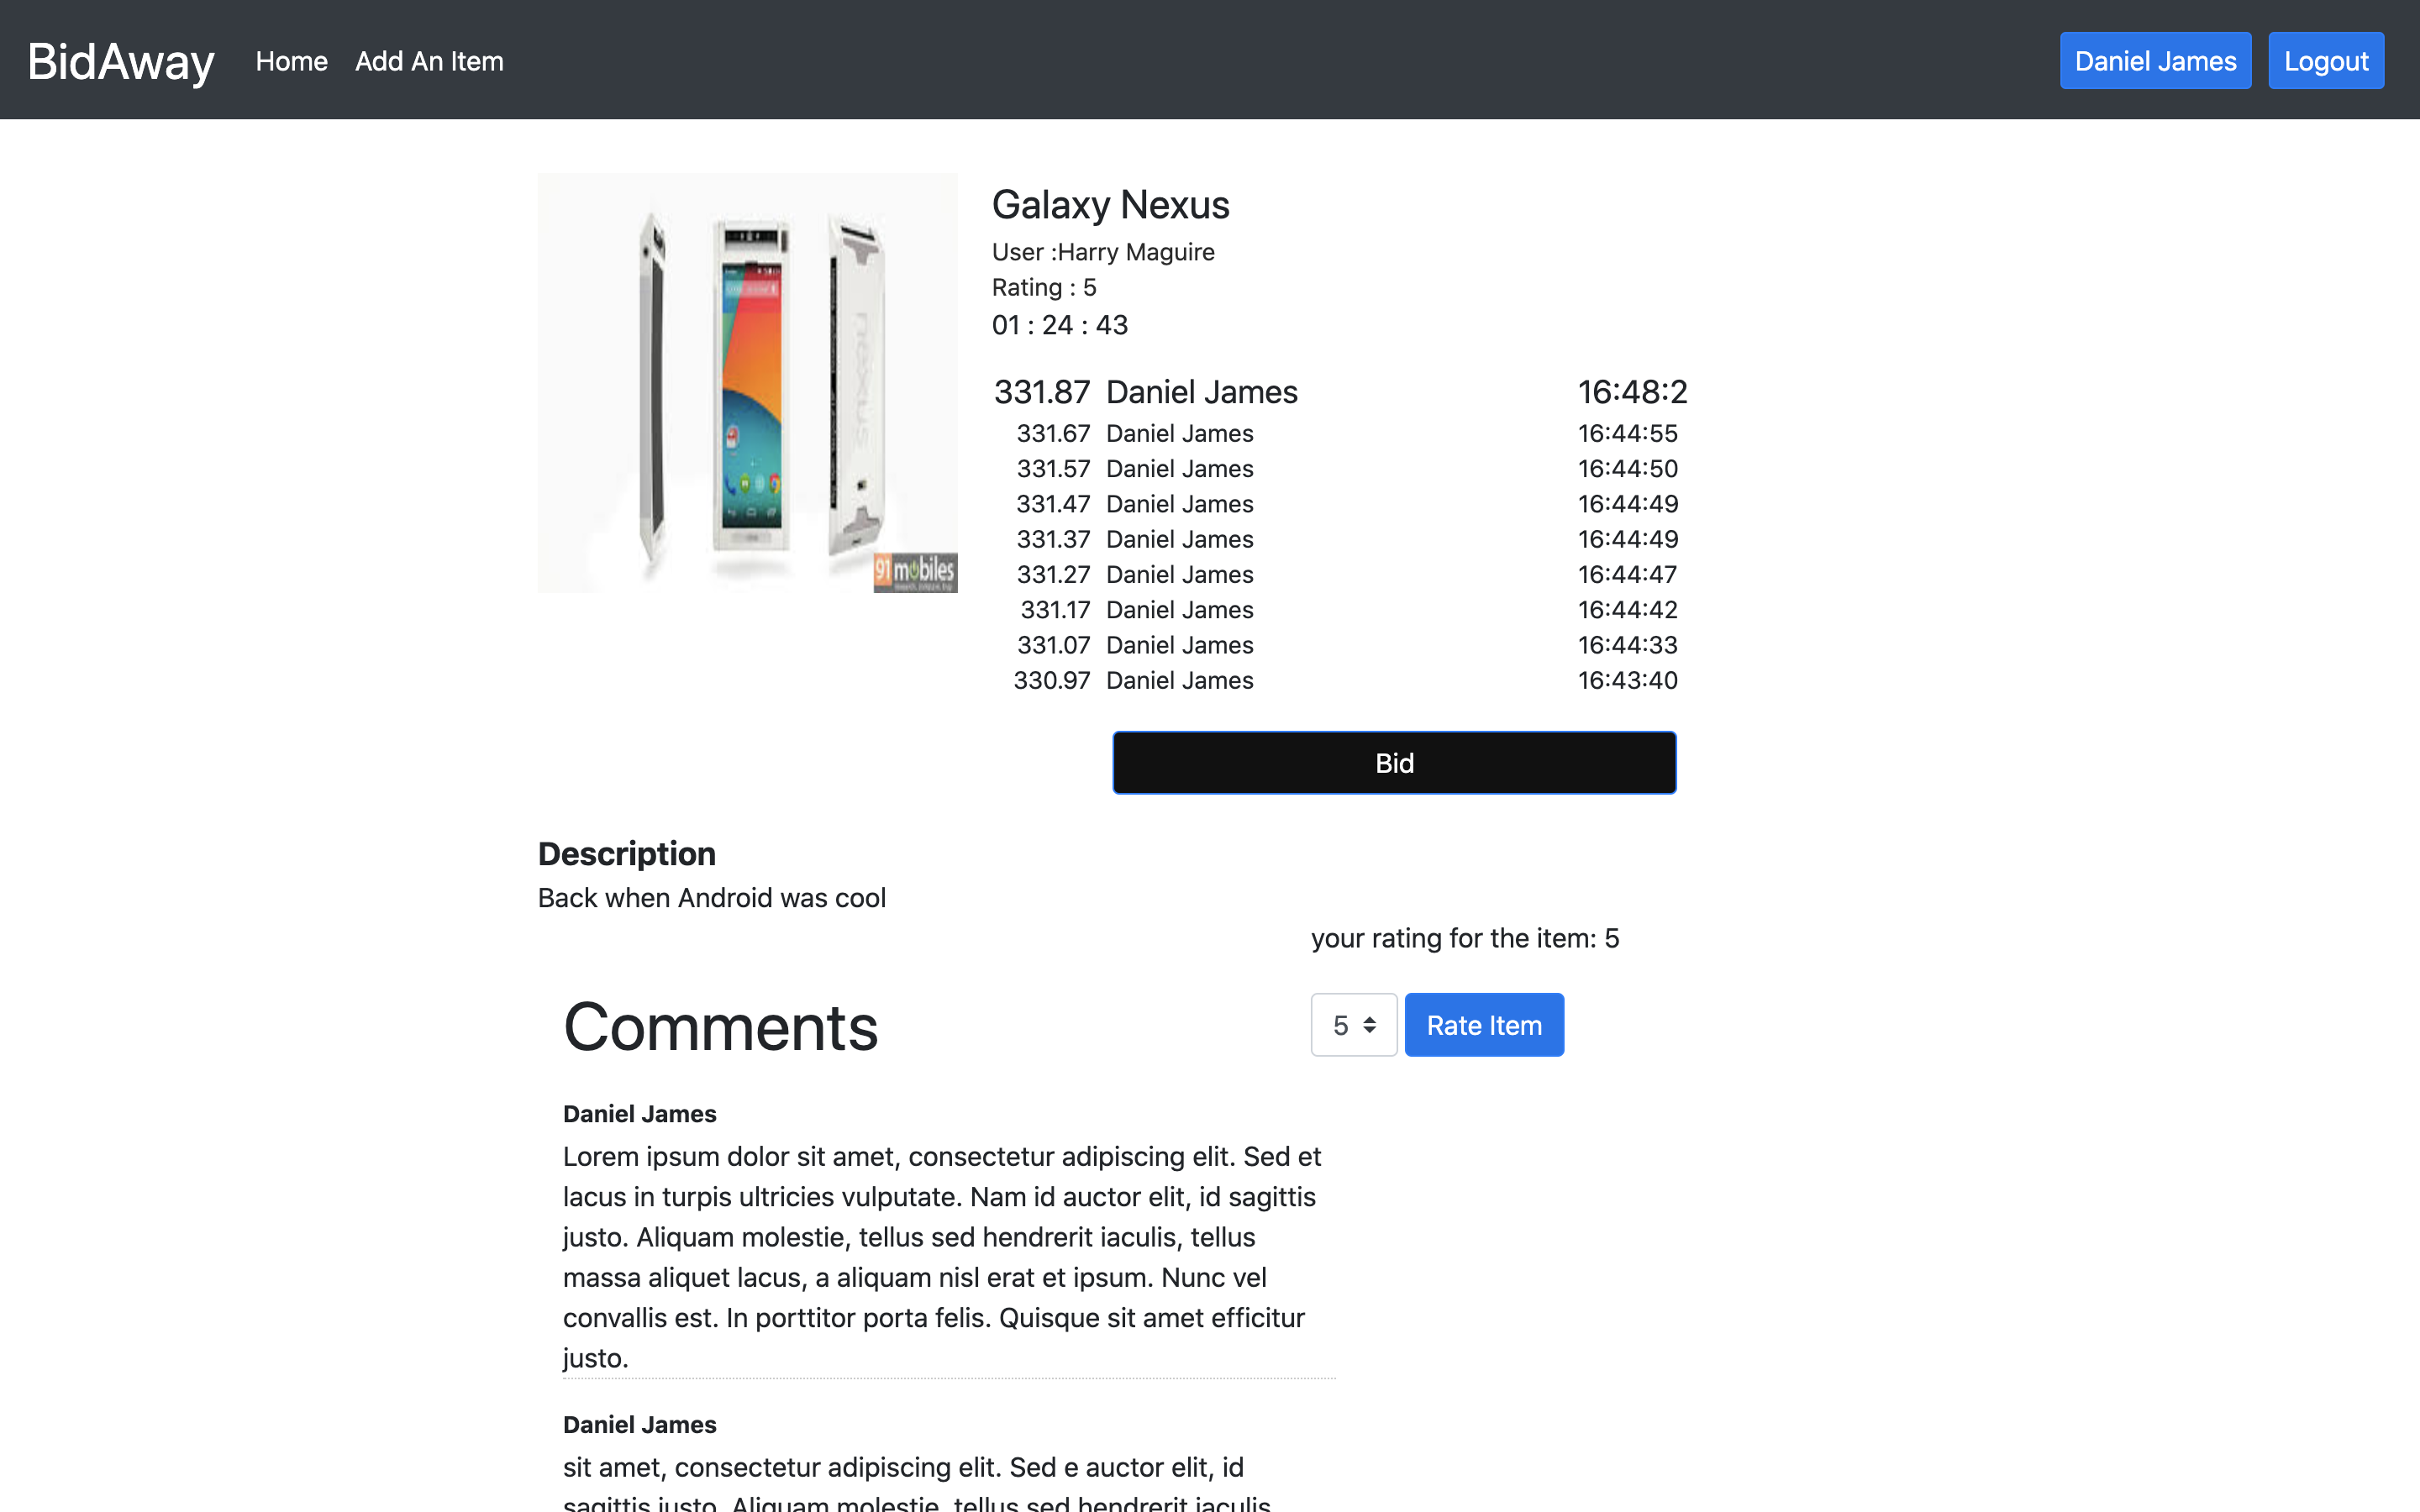 BidAway Home Add An Item Daniel James Logout
Galaxy Nexus
User :Harry Maguire
Rating : 5
01 : 24 : 43
331.87 Daniel James 16:48:2
331.67 Daniel James 16:44:55
331.57 Daniel James 16:44:50
331.47 Daniel James 16:44:49
331.37 Daniel James 16:44:49
331.27 Daniel James 16:44:47
331.17 Daniel James 16:44:42
331.07 Daniel James 16:44:33
330.97 Daniel James 16:43:40
nexus
91mobiles
Bid
Description
Back when Android was cool
your rating for the item: 5
Comments
5 Rate Item
Daniel James
Lorem ipsum dolor sit amet, consectetur adipiscing elit. Sed et
lacus in turpis ultricies vulputate. Nam id auctor elit, id sagittis
justo. Aliquam molestie, tellus sed hendrerit iaculis, tellus
massa aliquet lacus, a aliquam nisl erat et ipsum. Nunc vel
convallis est. In porttitor porta felis. Quisque sit amet efficitur
justo.
Daniel James
sit amet, consectetur adipiscing elit. Sed e auctor elit, id
sagittis justo. Aliquam molestie, tellus sed hendrerit iaculis,